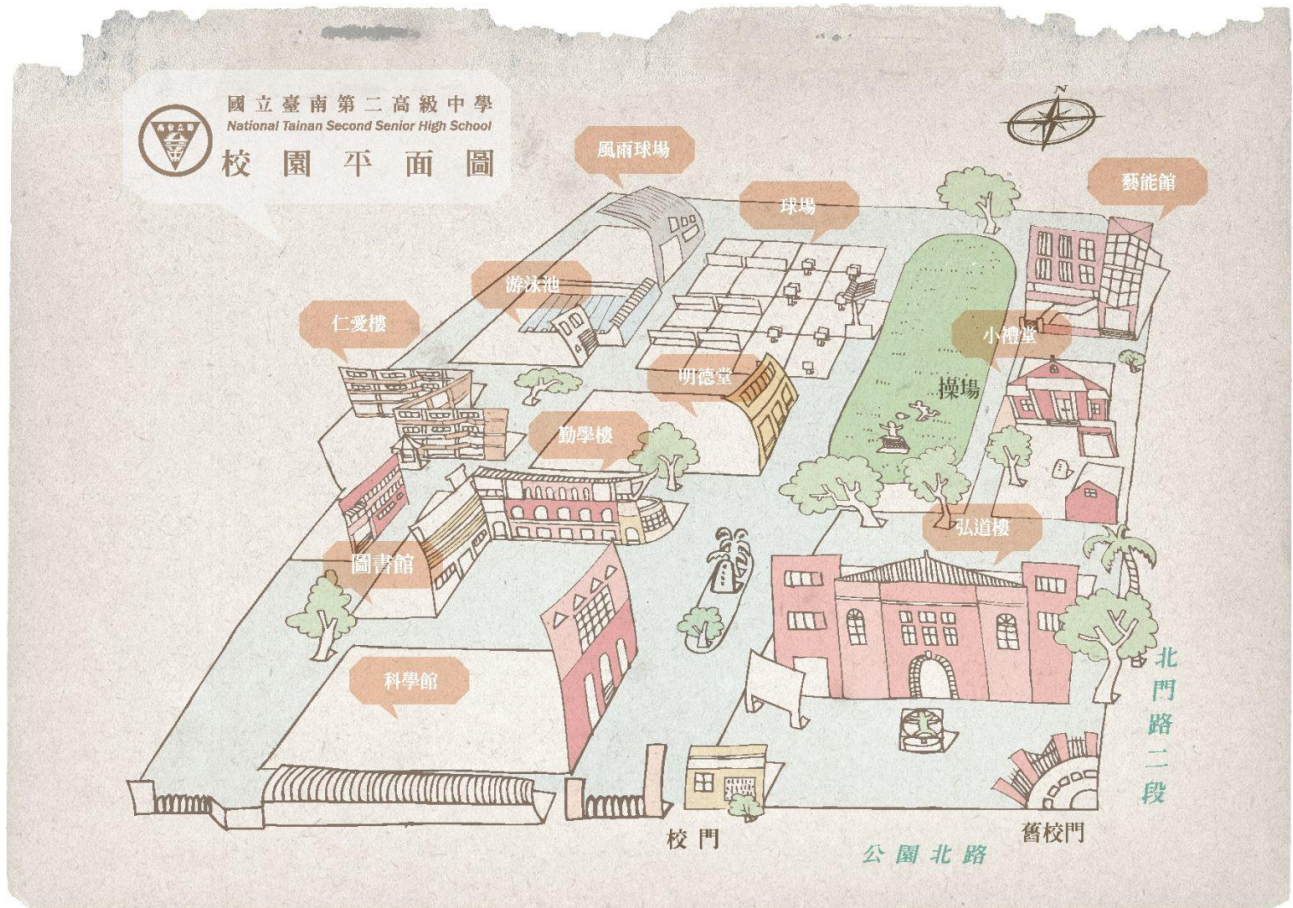 國立臺南第二高級中學
National Tainan Second Senior High School
校園平面圖
N
風雨球場
藝能館
球場
游泳池
仁愛樓
小禮堂
明德堂
操場
勤學樓
弘道樓
圖書館
科學館
北門路二段
校門
舊校門
公園北路